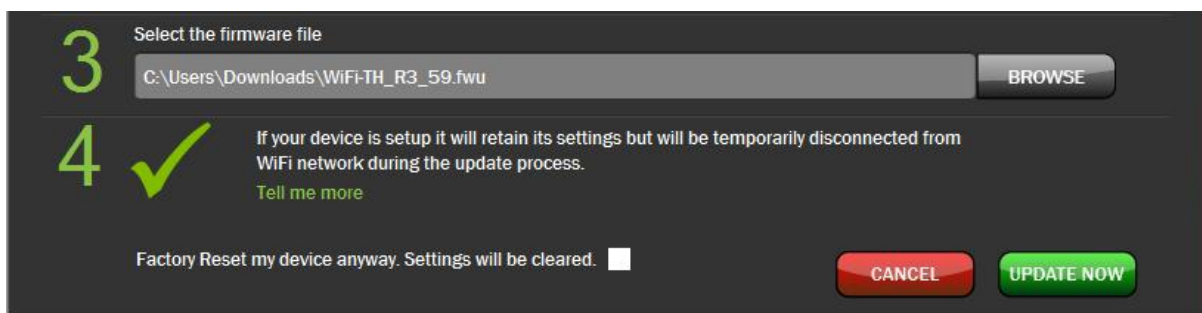 3
Select the firmware file
C:\Users\Downloads\WiFi-TH_R3_59.fwu
BROWSE
4
If your device is setup it will retain its settings but will be temporarily disconnected from
WiFi network during the update process.
Tell me more
Factory Reset my device anyway. Settings will be cleared.
CANCEL
UPDATE NOW